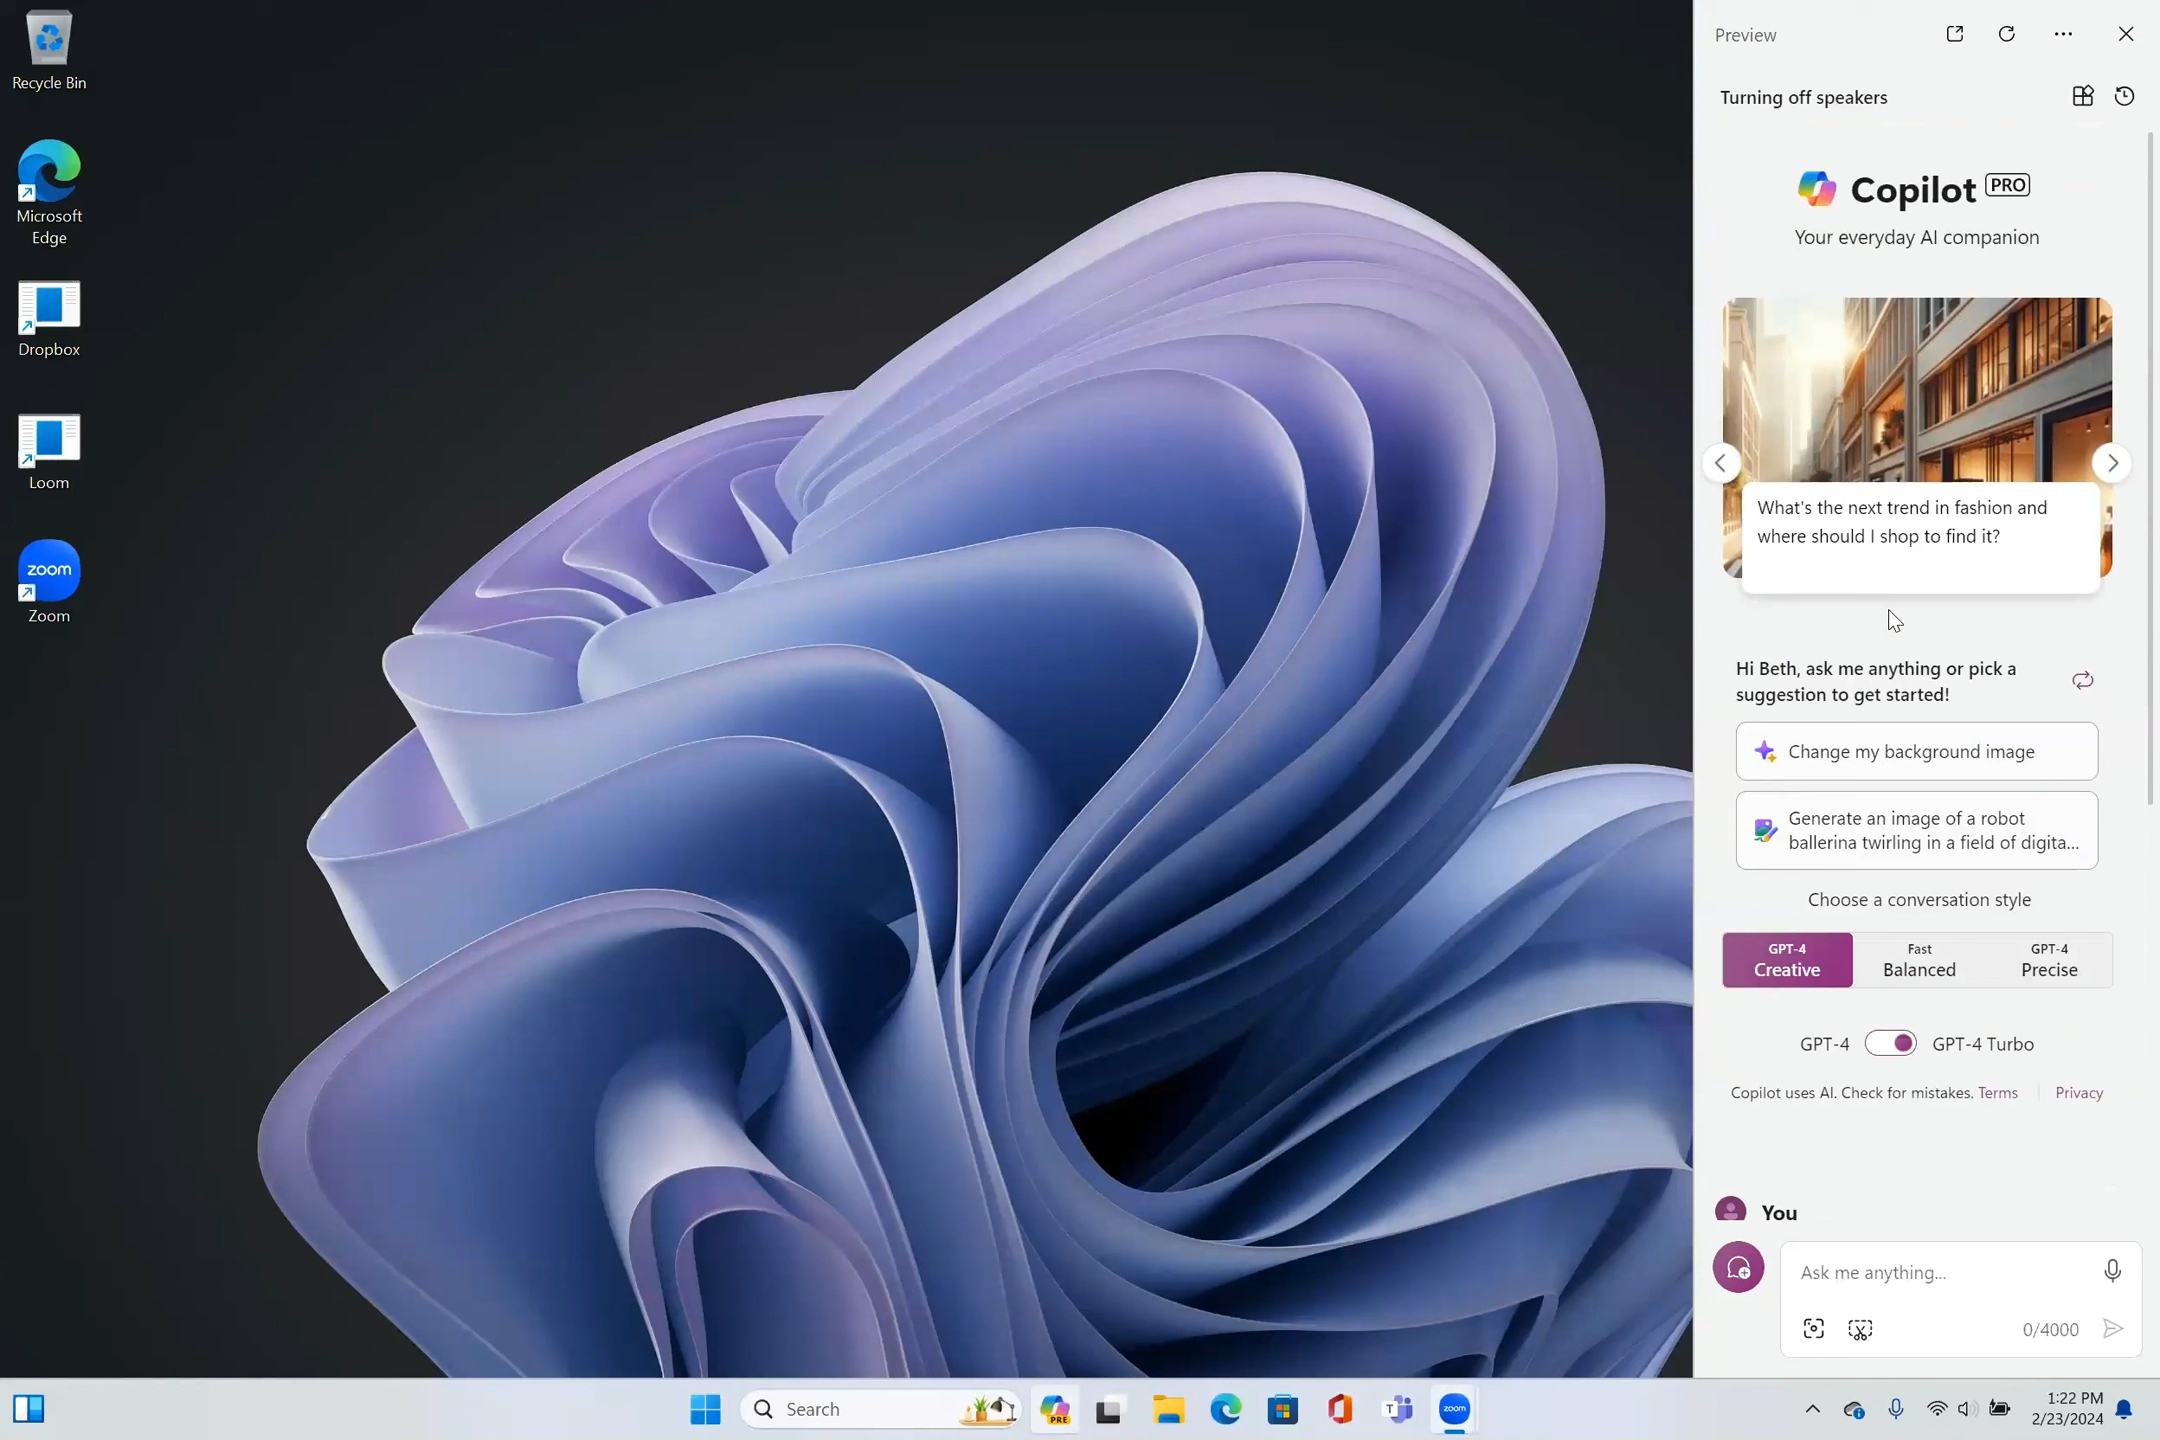 Recycle Bin
Microsoft
Edge
Dropbox
Loom
zoom
Zoom
Preview
Turning off speakers
Copilot PRO
Your everyday AI companion
What's the next trend in fashion and
where should I shop to find it?
Hi Beth, ask me anything or pick a
suggestion to get started!
Change my background image
Generate an image of a robot
ballerina twirling in a field of digita...
Choose a conversation style
GPT-4
Creative
Fast
Balanced
GPT-4
Precise
GPT-4
GPT-4 Turbo
Copilot uses AI. Check for mistakes. Terms
Privacy
You
Ask me anything...
0/4000
Search
PRE
zoom
1:22 PM
2/23/2024